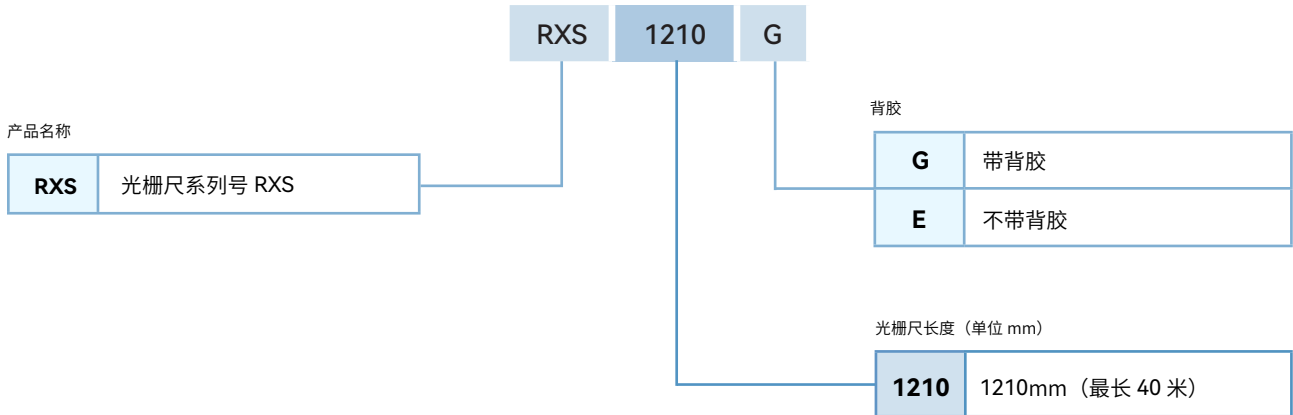 RXS 1210 G
产品名称
RXS 光栅尺系列号 RXS
背胶
G 带背胶
E 不带背胶
光栅尺长度（单位 mm）
1210 1210mm（最长 40 米）